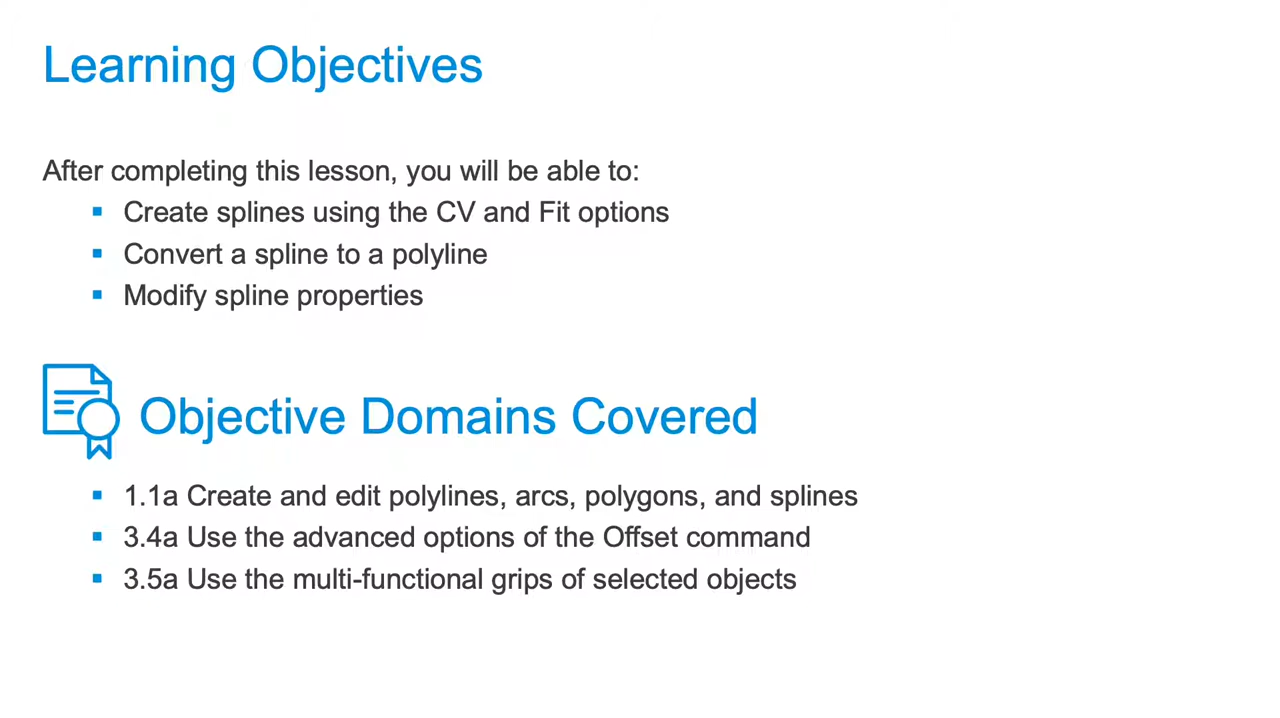 Learning Objectives
After completing this lesson, you will be able to:
▪ Create splines using the CV and Fit options
▪ Convert a spline to a polyline
▪ Modify spline properties
Objective Domains Covered
▪ 1.1a Create and edit polylines, arcs, polygons, and splines
▪ 3.4a Use the advanced options of the Offset command
▪ 3.5a Use the multi-functional grips of selected objects